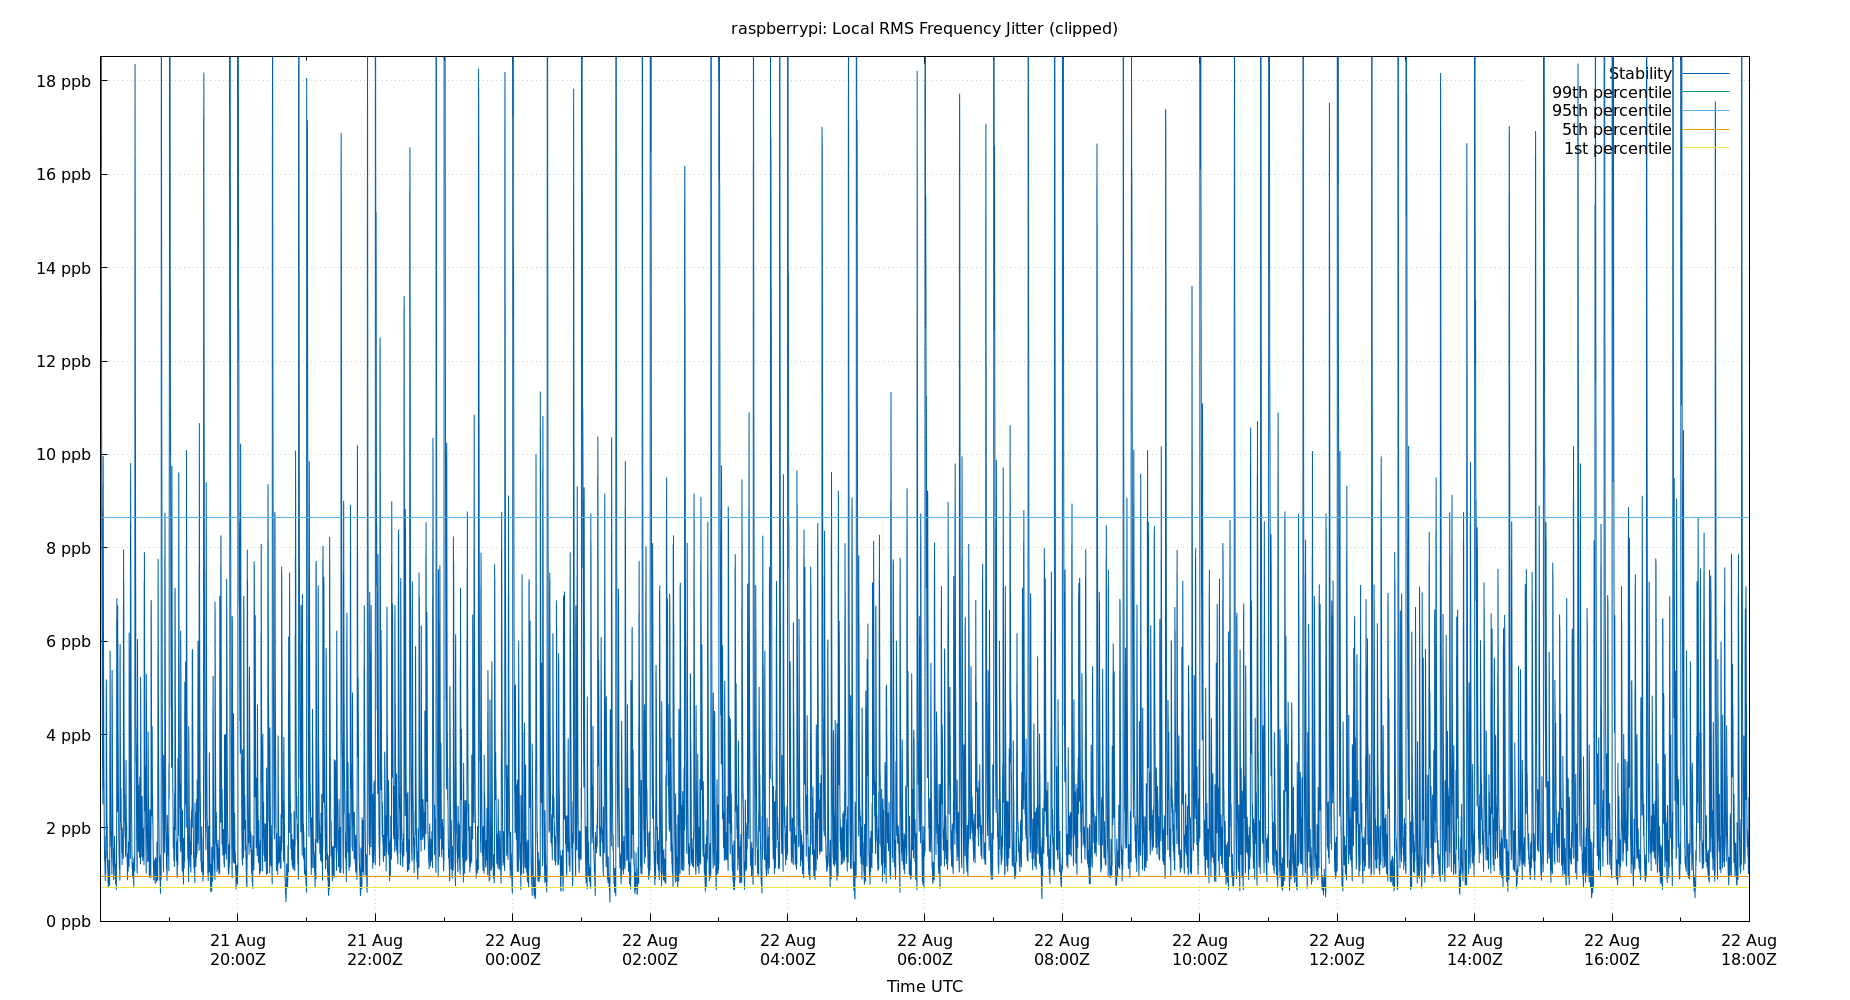 raspberrypi: Local RMS Frequency Jitter (clipped)
18 ppb
16 ppb
14 ppb
12 ppb
10 ppb
8 ppb
6 ppb
4 ppb
2 ppb
0 ppb
Stability
99th percentile
95th percentile
5th percentile
1st percentile
21 Aug
20:00Z
21 Aug
22:00Z
22 Aug
00:00Z
22 Aug
02:00Z
22 Aug
04:00Z
22 Aug
06:00Z
22 Aug
08:00Z
22 Aug
10:00Z
22 Aug
12:00Z
22 Aug
14:00Z
22 Aug
16:00Z
22 Aug
18:00Z
Time UTC